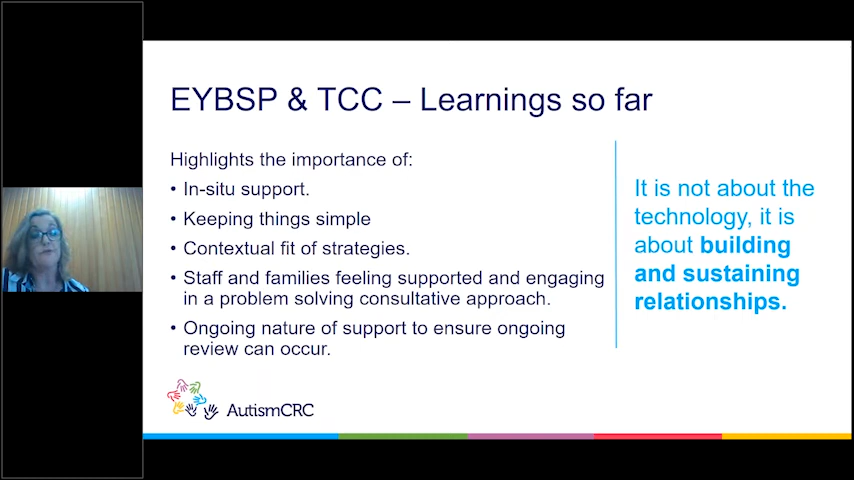 EYBSP & TCC – Learnings so far
Highlights the importance of:
• In-situ support.
• Keeping things simple
• Contextual fit of strategies.
• Staff and families feeling supported and engaging
in a problem solving consultative approach.
• Ongoing nature of support to ensure ongoing
review can occur.
It is not about the
technology, it is
about building
and sustaining
relationships.
AutismCRC